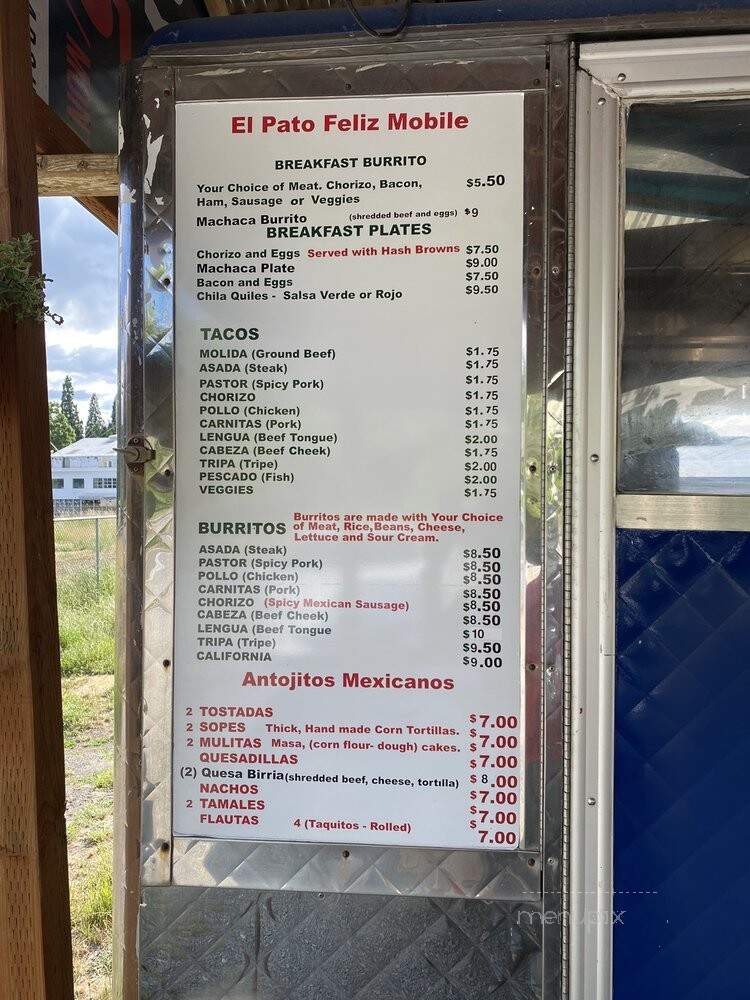 El Pato Feliz Mobile
BREAKFAST BURRITO
Your Choice of Meat. Chorizo, Bacon, $5.50
Ham, Sausage or Veggies
Machaca Burrito (shredded beef and eggs) $9
BREAKFAST PLATES
Chorizo and Eggs Served with Hash Browns $7.50
Machaca Plate $9.00
Bacon and Eggs $7.50
Chila Quiles - Salsa Verde or Rojo $9.50
TACOS
MOLIDA (Ground Beef) $1.75
ASADA (Steak) $1.75
PASTOR (Spicy Pork) $1.75
CHORIZO $1.75
POLLO (Chicken) $1.75
CARNITAS (Pork) $1.75
LENGUA (Beef Tongue) $2.00
CABEZA (Beef Cheek) $1.75
TRIPA (Tripe) $2.00
PESCADO (Fish) $2.00
VEGGIES $1.75
Burritos are made with Your Choice
BURRITOS of Meat, Rice,Beans, Cheese,
Lettuce and Sour Cream.
ASADA (Steak) $8.50
PASTOR (Spicy Pork) $8.50
POLLO (Chicken) $8.50
CARNITAS (Pork) $8.50
CHORIZO (Spicy Mexican Sausage) $8.50
CABEZA (Beef Cheek) $8.50
LENGUA (Beef Tongue $10
TRIPA (Tripe) $9.50
CALIFORNIA $9.00
Antojitos Mexicanos
2 TOSTADAS $7.00
2 SOPES Thick, Hand made Corn Tortillas. $7.00
2 MULITAS Masa, (corn flour- dough) cakes. $7.00
QUESADILLAS
(2) Quesa Birria(shredded beef, cheese, tortilla) $8.00
NACHOS $7.00
2 TAMALES $7.00
FLAUTAS 4 (Taquitos - Rolled) $7.00
menupix